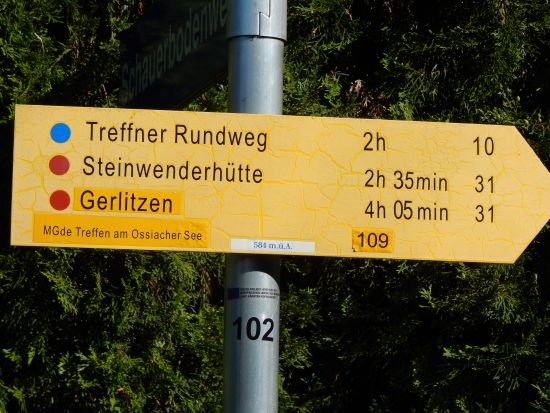 Schauerbodenwe
Treffner Rundweg 2h 10
Steinwenderhütte 2h 35min 31
Gerlitzen 4h 05min 31
MGde Treffen am Ossiacher See 584 m.ü.A. 109
102